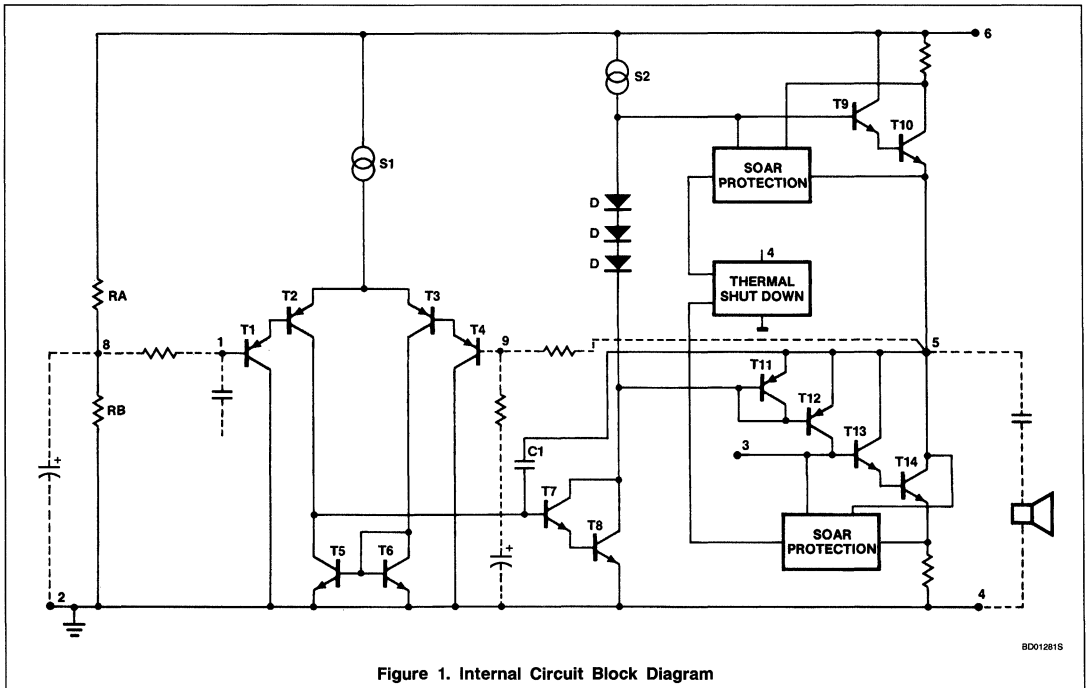 6
S2
T9
T10
S1
SOAR
PROTECTION
D
D
D
4
THERMAL
SHUT DOWN
RA
T2
T3
8
1
T1
T4
9
5
RB
T11
T12
+
C1
3
T13
T14
T7
+
T8
SOAR
PROTECTION
T5
T6
2
4
BD01281S
Figure 1. Internal Circuit Block Diagram